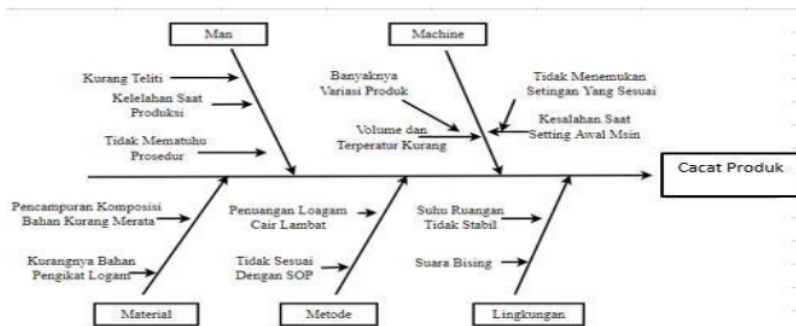 Man
Machine
Kurang Teliti
Kelelahan Saat
Produksi
Tidak Mematuhu
Prosedur
Banyaknya
Variasi Produk
Volume dan
Terperatur Kurang
Tidak Menemukan
Setingan Yang Sesuai
Kesalahan Saat
Setting Awal Msin
Cacat Produk
Pencampuran Komposisi
Bahan Kurang Merata
Kurangnya Bahan
Pengikat Logam
Penuangan Loagam
Cair Lambat
Tidak Sesuai
Dengan SOP
Suhu Ruangan
Tidak Stabil
Suara Bising
Material
Metode
Lingkungan